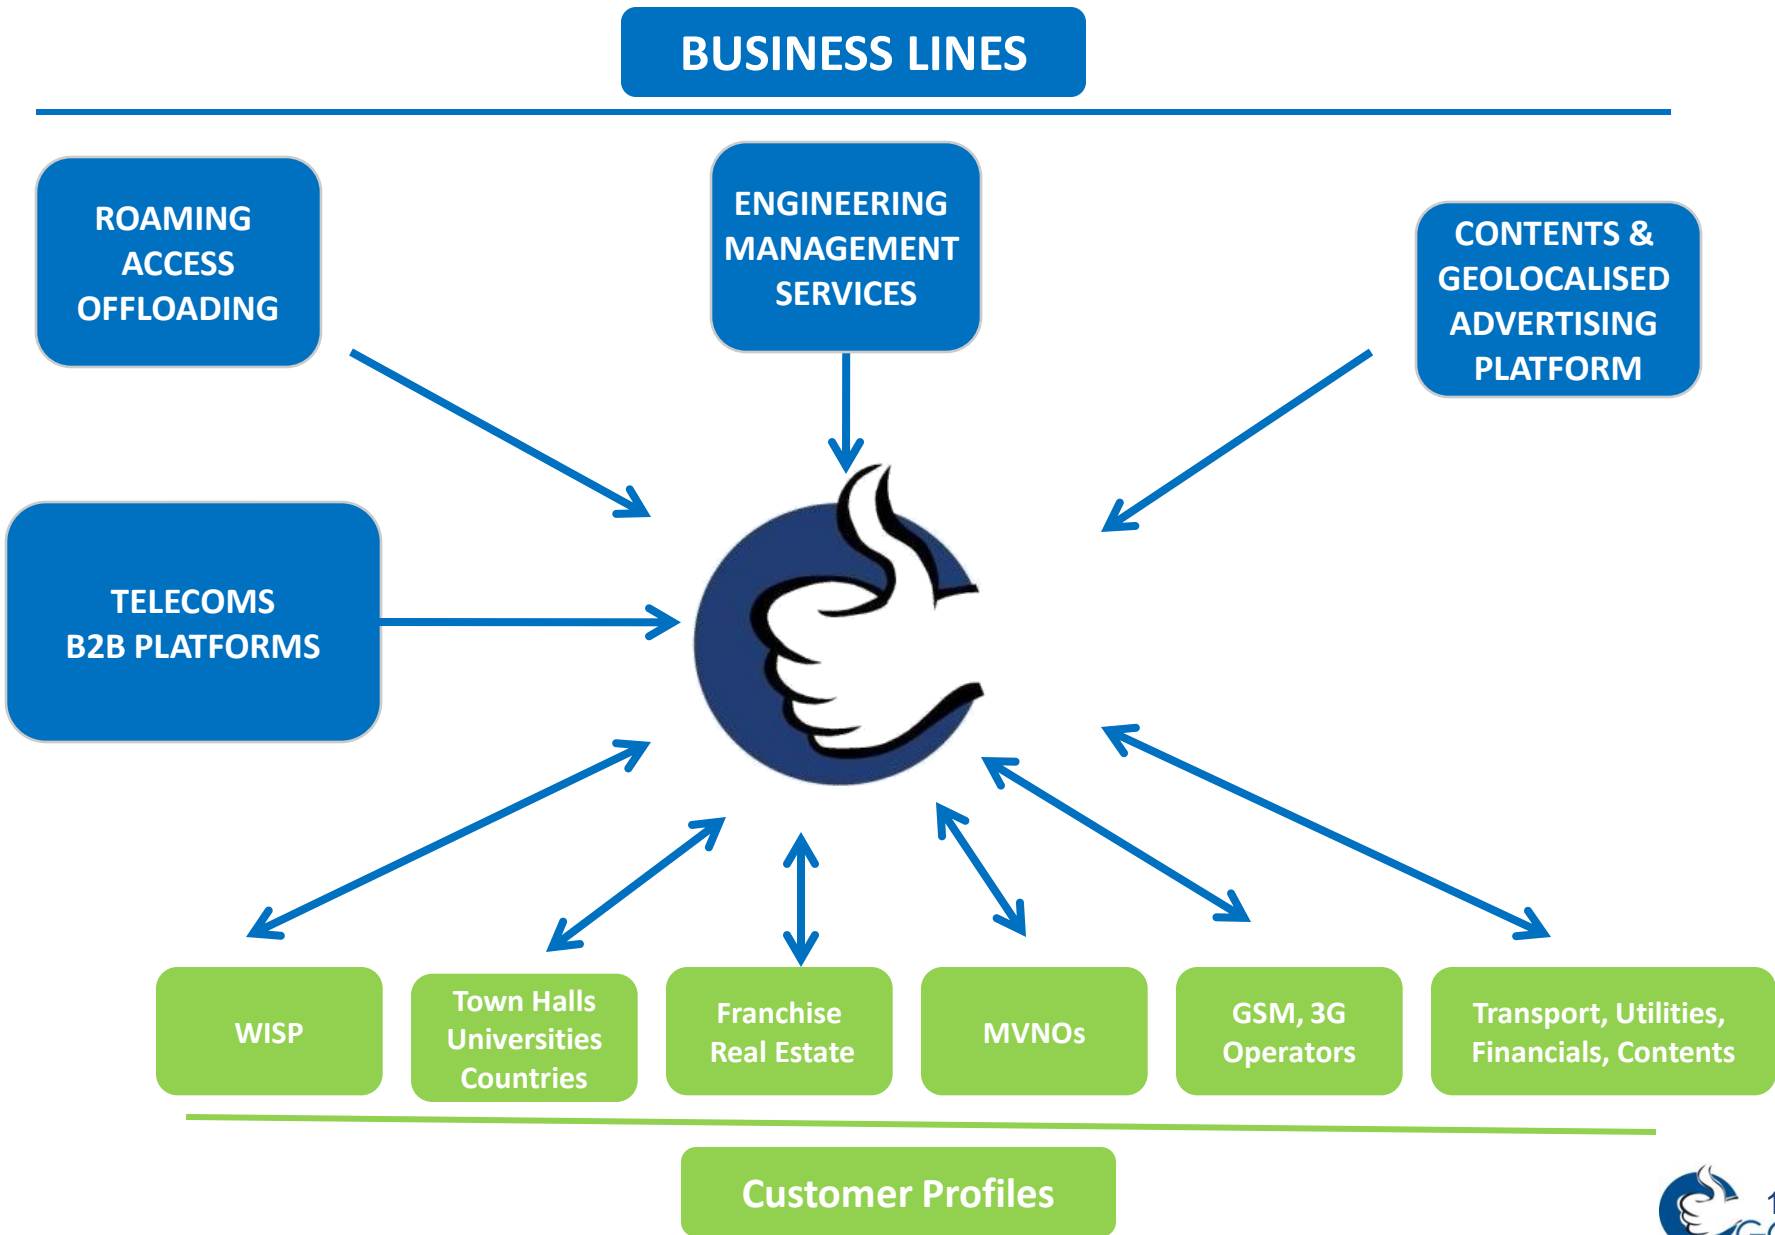 BUSINESS LINES
ROAMING
ACCESS
OFFLOADING
ENGINEERING
MANAGEMENT
SERVICES
CONTENTS &
GEOLOCALISED
ADVERTISING
PLATFORM
TELECOMS
B2B PLATFORMS
WISP
Town Halls
Universities
Countries
Franchise
Real Estate
MVNOs
GSM, 3G
Operators
Transport, Utilities,
Financials, Contents
Customer Profiles